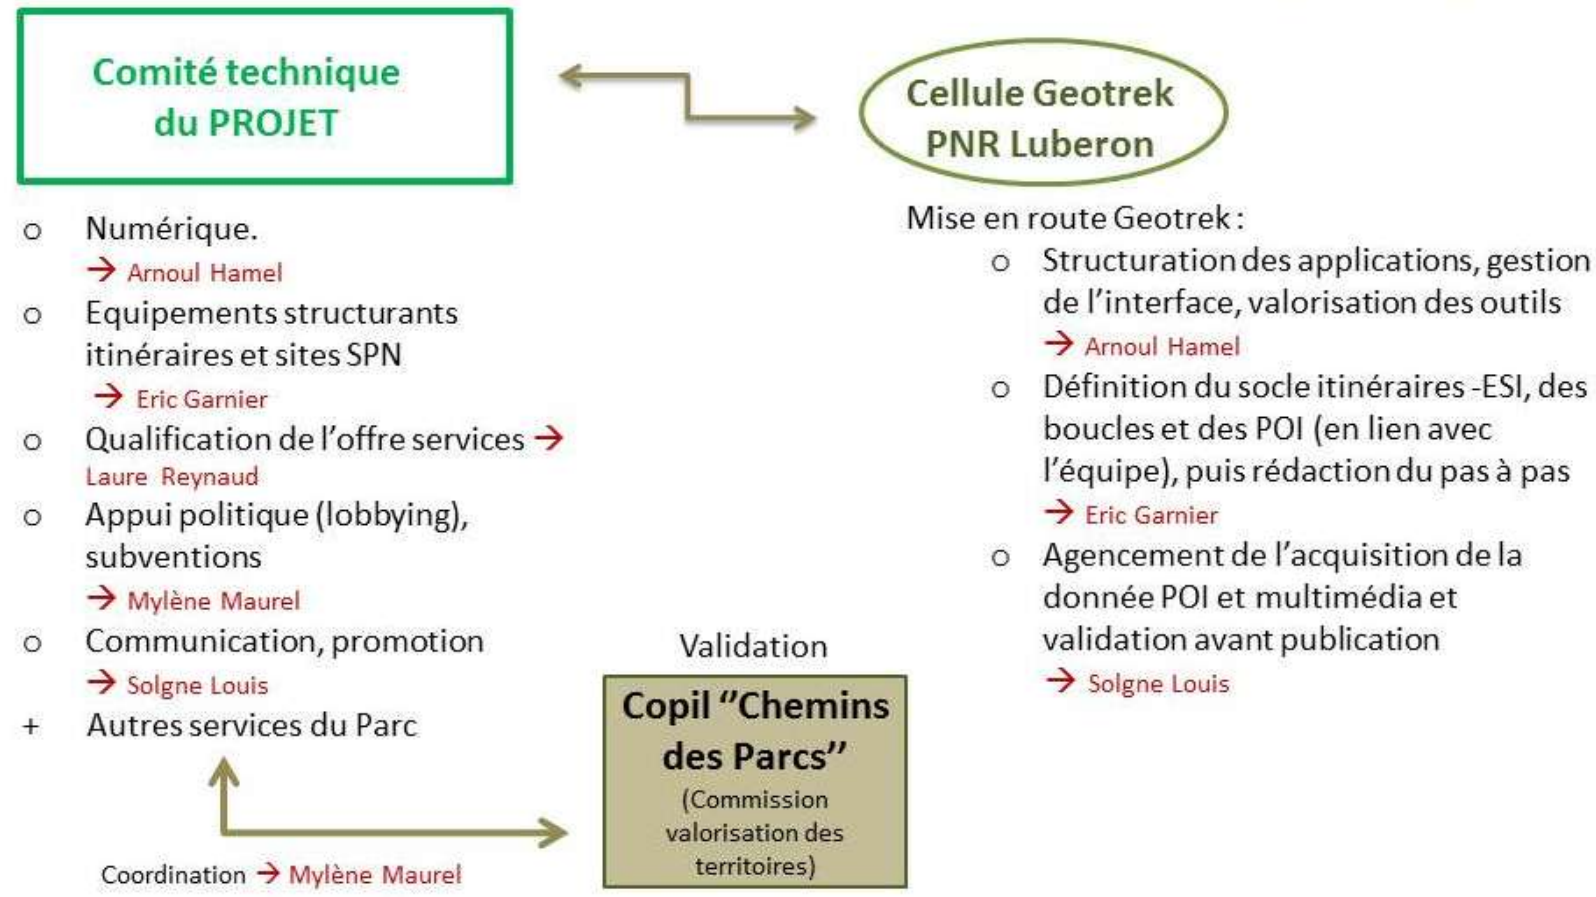 Comité technique
du PROJET
o Numérique.
→ Arnoul Hamel
o Equipements structurants
itinéraires et sites SPN
→ Eric Garnier
o Qualification de l'offre services →
Laure Reynaud
o Appui politique (lobbying),
subventions
→ Mylène Maurel
o Communication, promotion
→ Solgne Louis
+ Autres services du Parc
Coordination → Mylène Maurel
Validation
Copil ‘’Chemins
des Parcs’’
(Commission
valorisation des
territoires)
Cellule Geotrek
PNR Luberon
Mise en route Geotrek :
o Structuration des applications, gestion
de l'interface, valorisation des outils
→ Arnoul Hamel
o Définition du socle itinéraires -ESI, des
boucles et des POI (en lien avec
l'équipe), puis rédaction du pas à pas
→ Eric Garnier
o Agencement de l'acquisition de la
donnée POI et multimédia et
validation avant publication
→ Solgne Louis